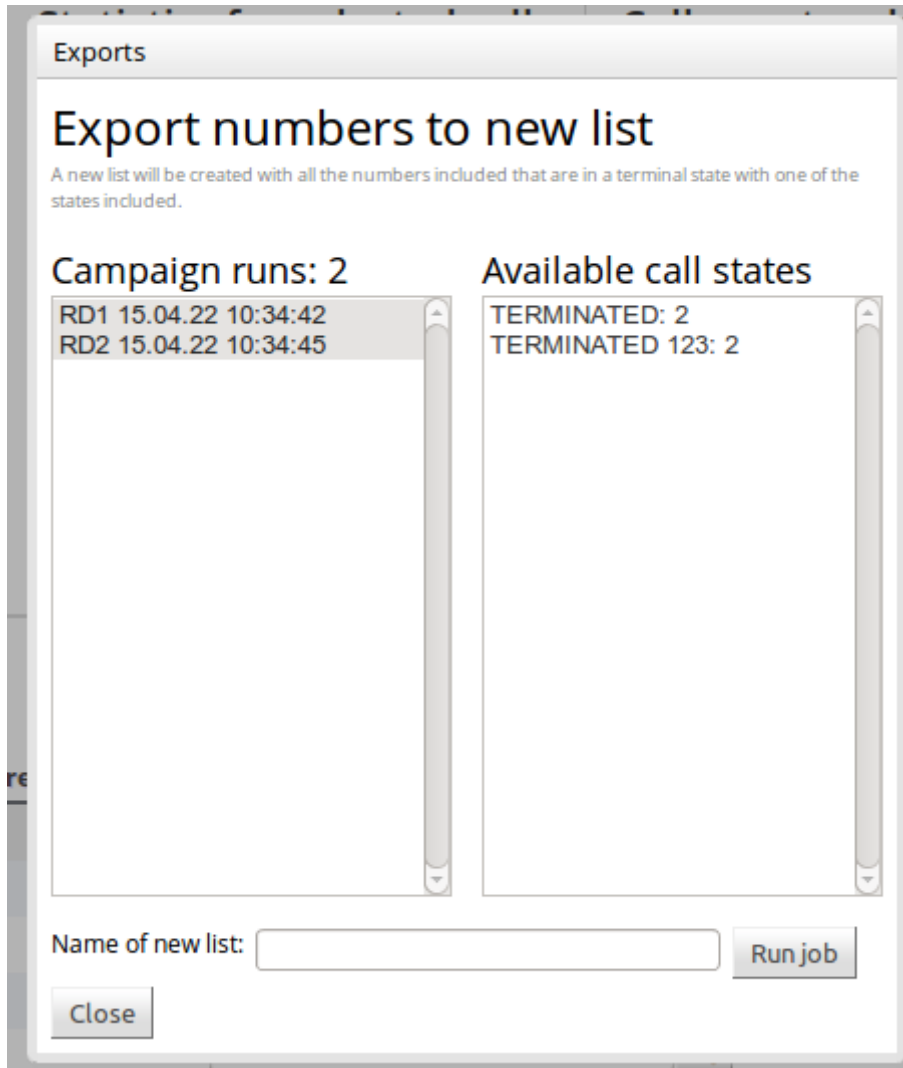 Exports
Export numbers to new list
A new list will be created with all the numbers included that are in a terminal state with one of the
states included.
Campaign runs: 2
RD1 15.04.22 10:34:42
RD2 15.04.22 10:34:45
Available call states
TERMINATED: 2
TERMINATED 123: 2
re
Name of new list:
Run job
Close